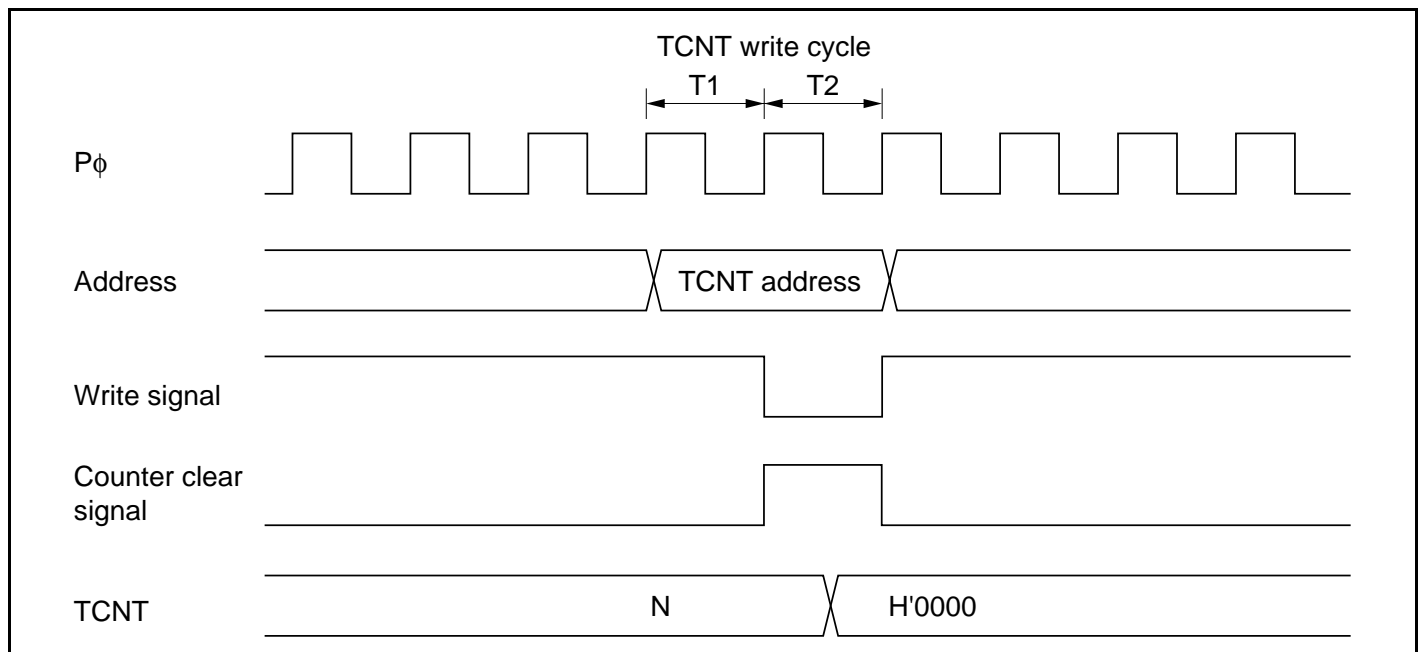 TCNT write cycle
T1 T2
Pϕ
Address
TCNT address
Write signal
Counter clear
signal
TCNT
N
H'0000